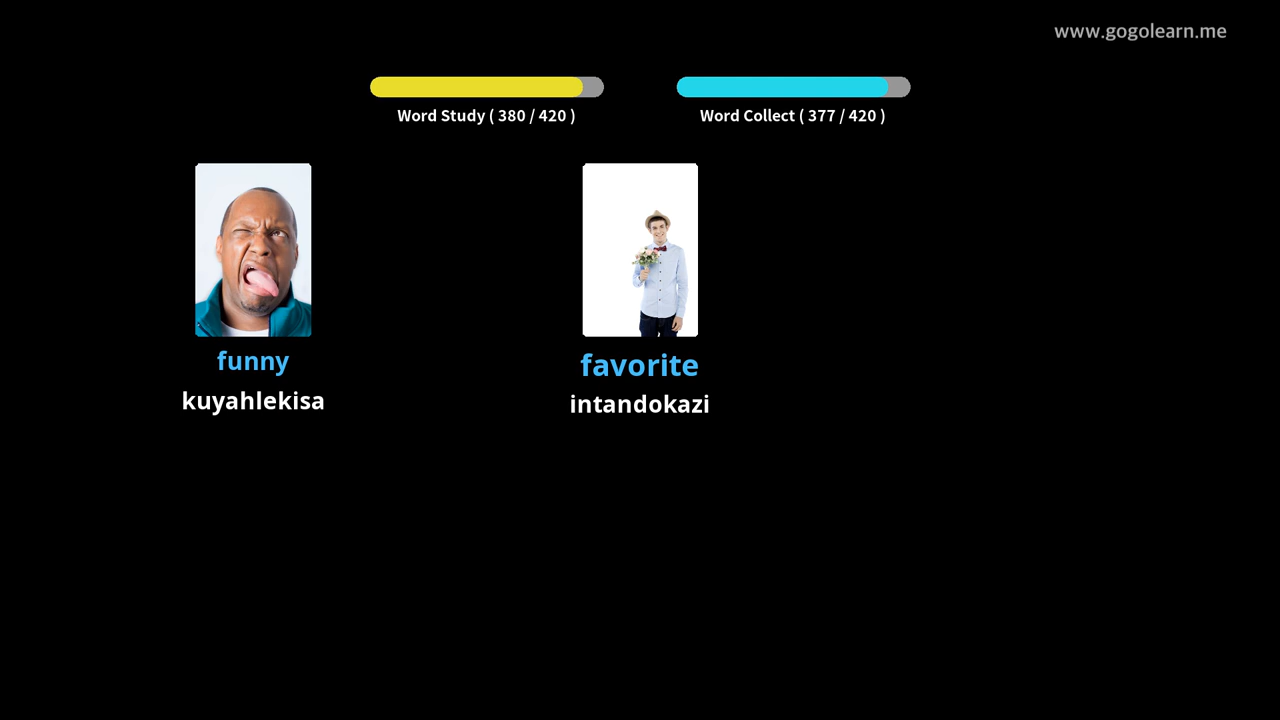 www.gogolearn.me
Word Study ( 380 / 420 )
Word Collect ( 377 / 420 )
funny
kuyahlekisa
favorite
intandokazi